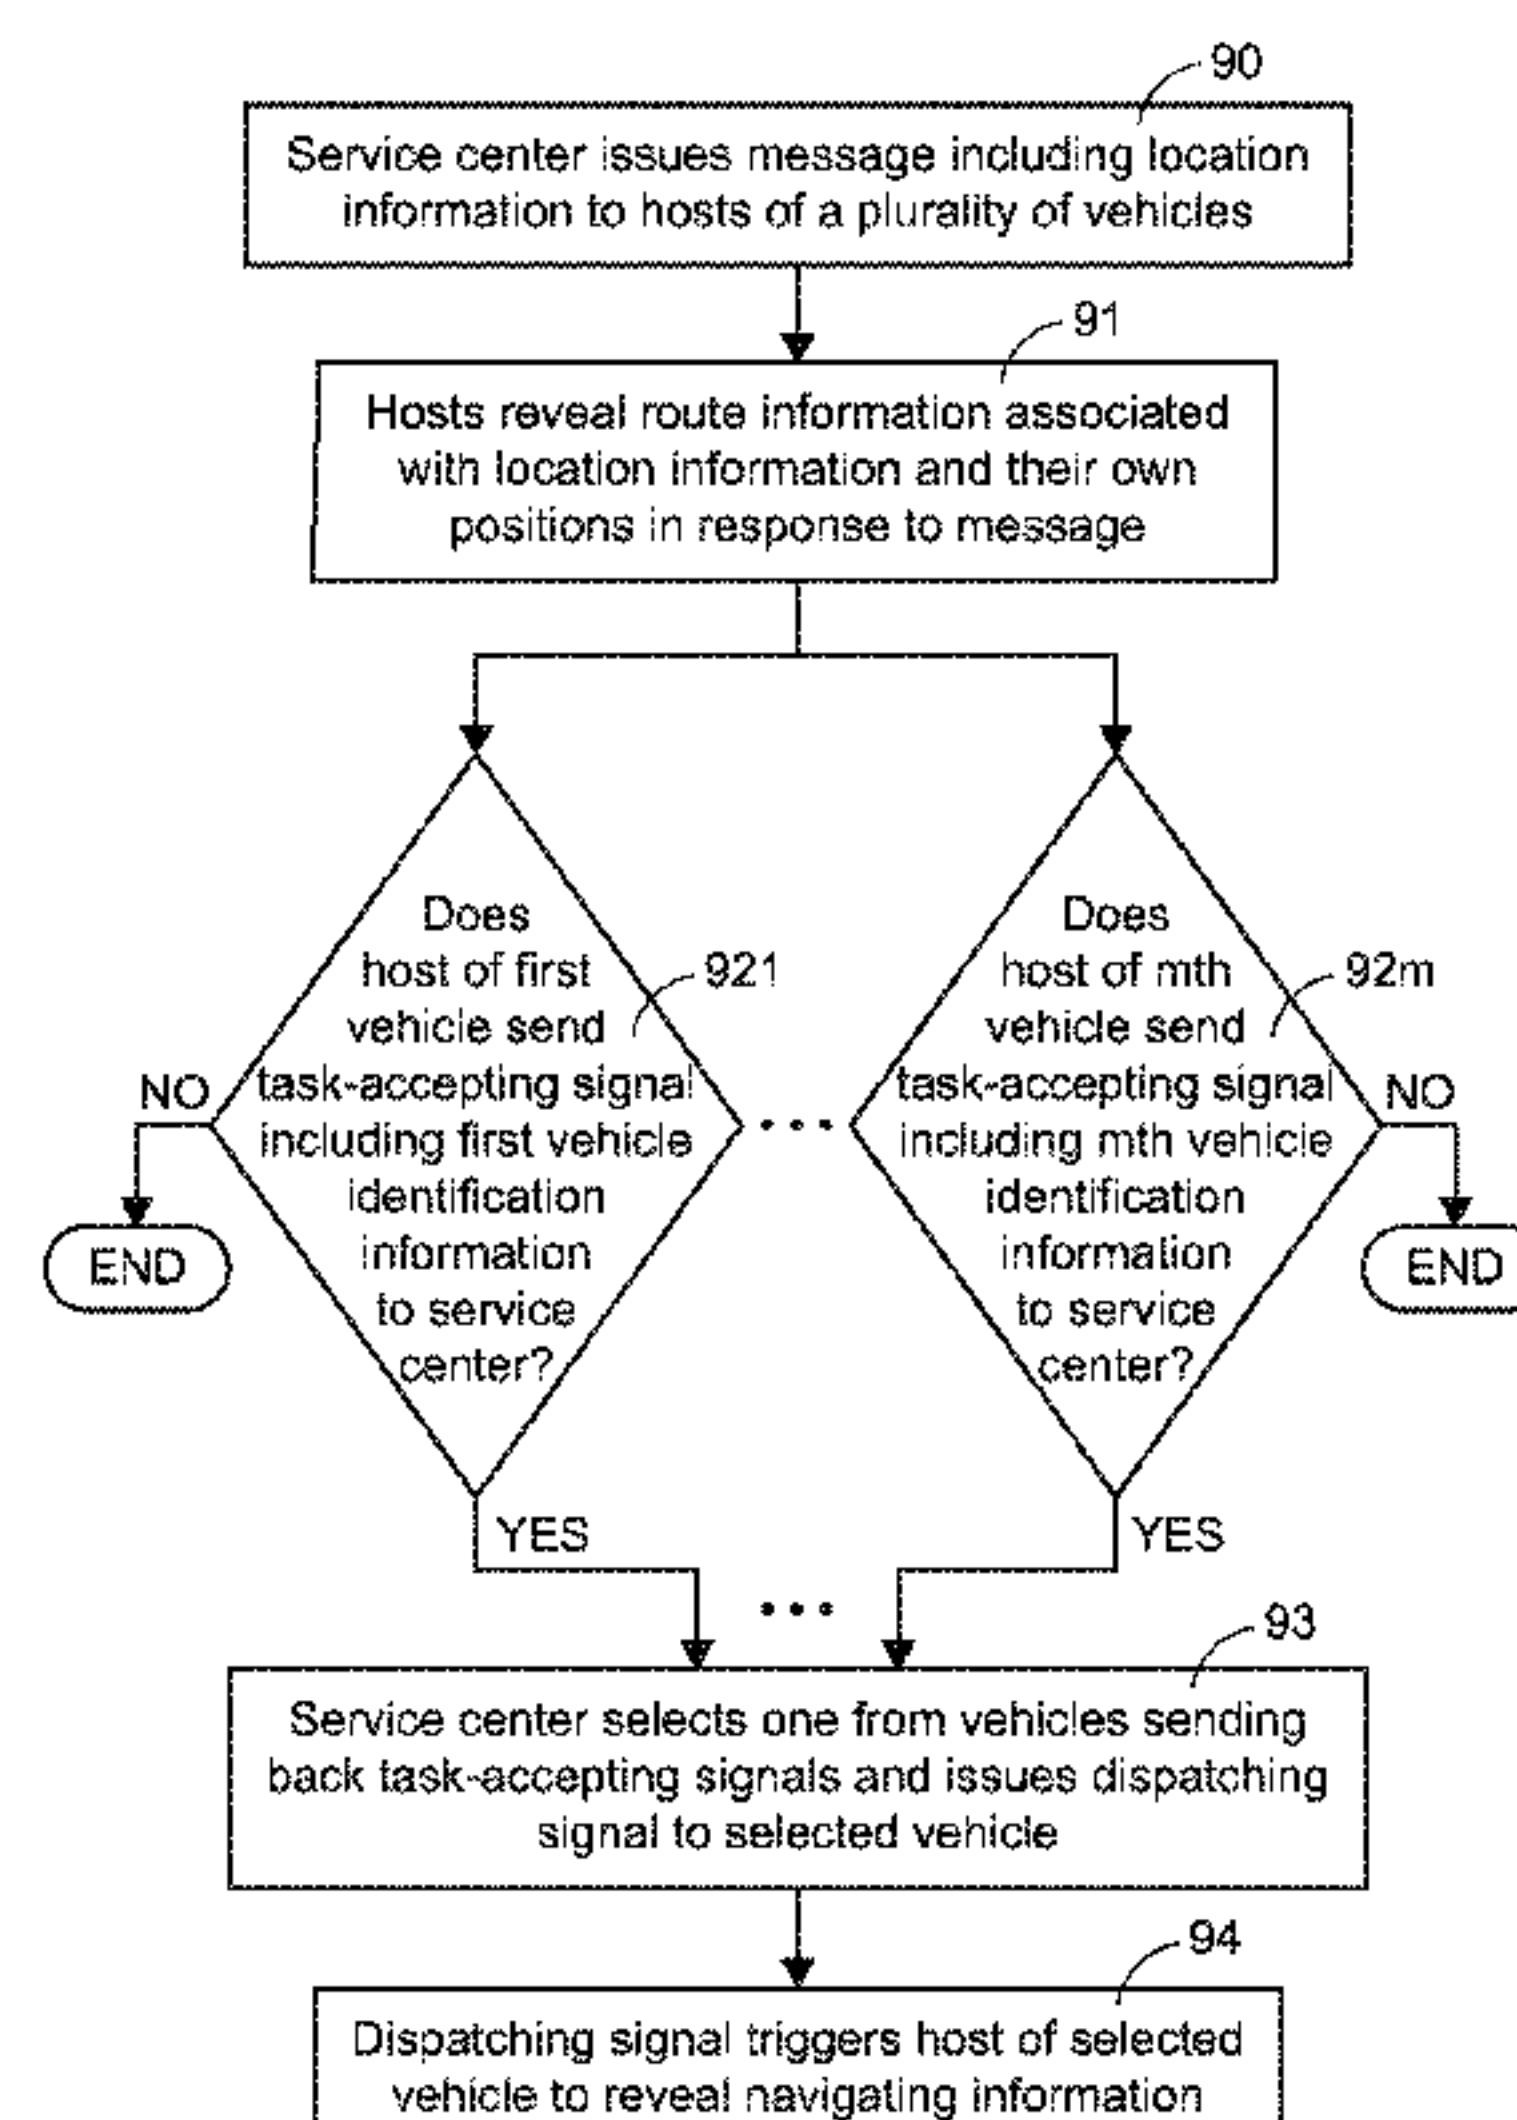 90
Service center issues message including location
information to hosts of a plurality of vehicles
91
Hosts reveal route information associated
with location information and their own
positions in response to message
Does
host of first
vehicle send
task-accepting signal
including first vehicle
identification
information
to service
center?
921
NO
END
YES
Does
host of mth
vehicle send
task-accepting signal
including mth vehicle
identification
information
to service
center?
92m
NO
END
YES
93
Service center selects one from vehicles sending
back task-accepting signals and issues dispatching
signal to selected vehicle
94
Dispatching signal triggers host of selected
vehicle to reveal navigating information